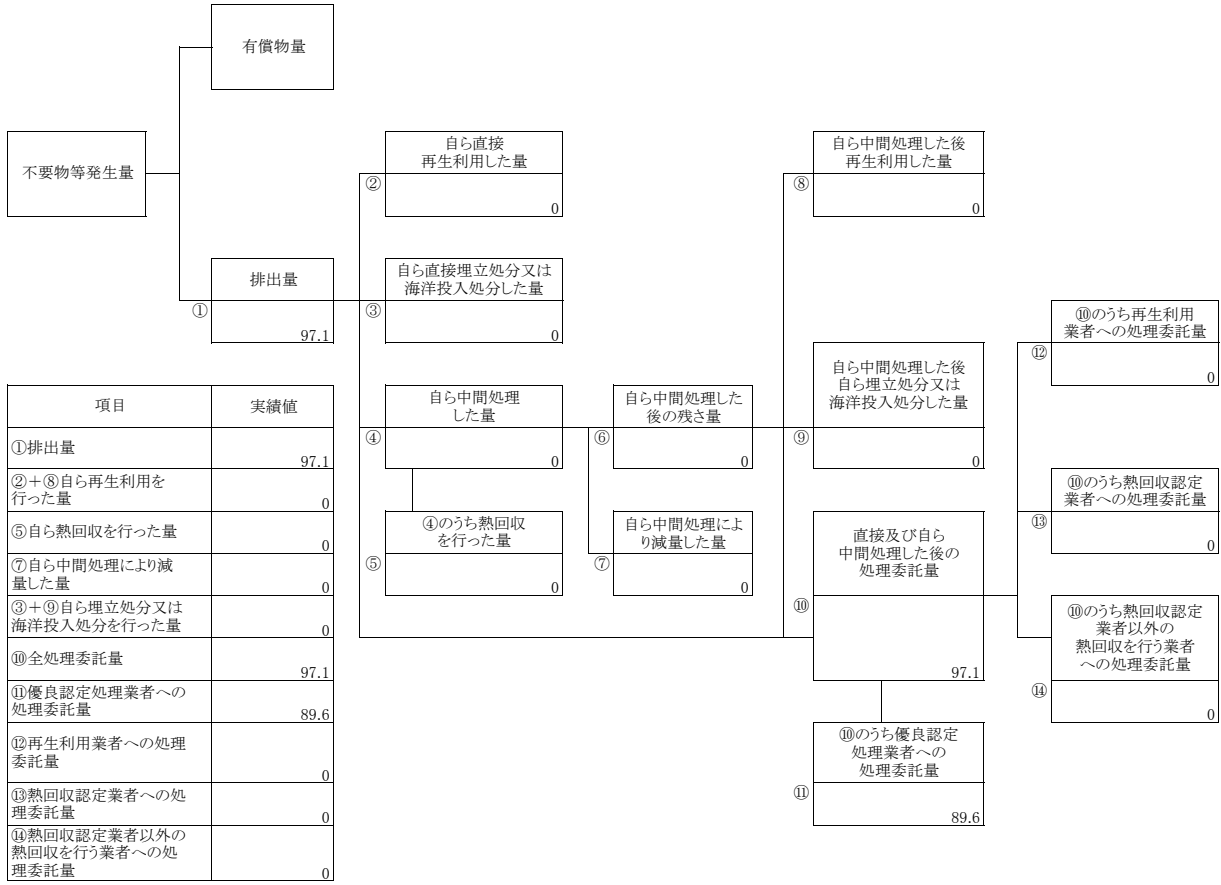 有償物量
不要物等発生量
自ら直接
再生利用した量
②
0
自ら中間処理した後
再生利用した量
⑧
0
排出量
①
97.1
自ら直接埋立処分又は
海洋投入処分した量
③
0
⑩のうち再生利用
業者への処理委託量
⑫
0
自ら中間処理した後
自ら埋立処分又は
海洋投入処分した量
⑨
0
自ら中間処理
した量
④
0
自ら中間処理した
後の残さ量
⑥
0
⑩のうち熱回収認定
業者への処理委託量
⑬
0
④のうち熱回収
を行った量
⑤
0
自ら中間処理によ
り減量した量
⑦
0
直接及び自ら
中間処理した後の
処理委託量
⑩
97.1
⑩のうち熱回収認定
業者以外の
熱回収を行う業者
への処理委託量
⑭
0
⑩のうち優良認定
処理業者への
処理委託量
⑪
89.6
項目 実績値
①排出量 97.1
②＋⑧自ら再生利用を
行った量 0
⑤自ら熱回収を行った量 0
⑦自ら中間処理により減
量した量 0
③＋⑨自ら埋立処分又は
海洋投入処分を行った量 0
⑩全処理委託量 97.1
⑪優良認定処理業者への
処理委託量 89.6
⑫再生利用業者への処理
委託量 0
⑬熱回収認定業者への処
理委託量 0
⑭熱回収認定業者以外の
熱回収を行う業者への処
理委託量 0